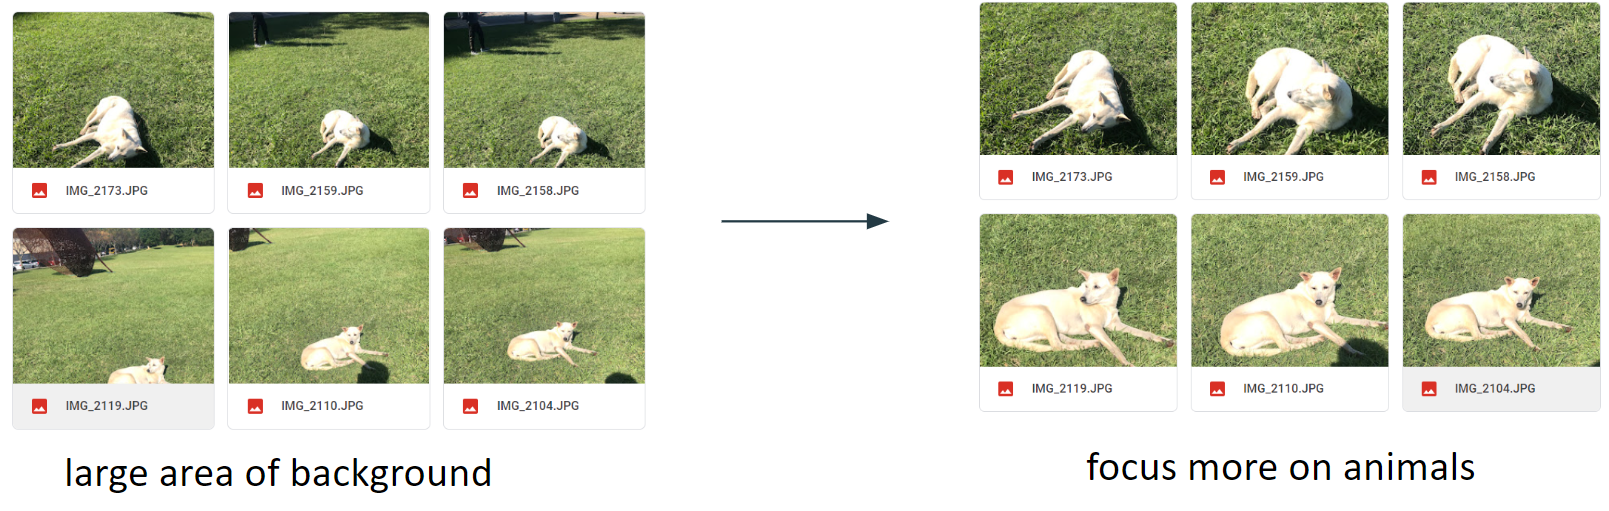 IMG_2173.JPG
IMG_2159.JPG
IMG_2158.JPG
IMG_2119.JPG
IMG_2110.JPG
IMG_2104.JPG
large area of background
IMG_2173.JPG
IMG_2159.JPG
IMG_2158.JPG
IMG_2119.JPG
IMG_2110.JPG
IMG_2104.JPG
focus more on animals